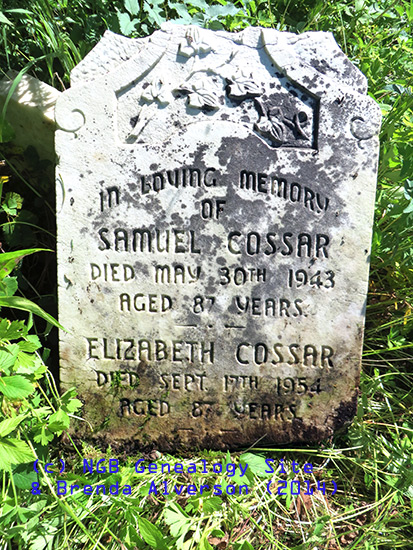 IN LOVING MEMORY
OF
SAMUEL COSSAR
DIED MAY 30TH 1943
AGED 87 YEARS.
ELIZABETH COSSAR
DIED SEPT. 17TH 1954
AGED 87 YEARS
(c) NGB Genealogy Site
& Brenda Alverson (2014)